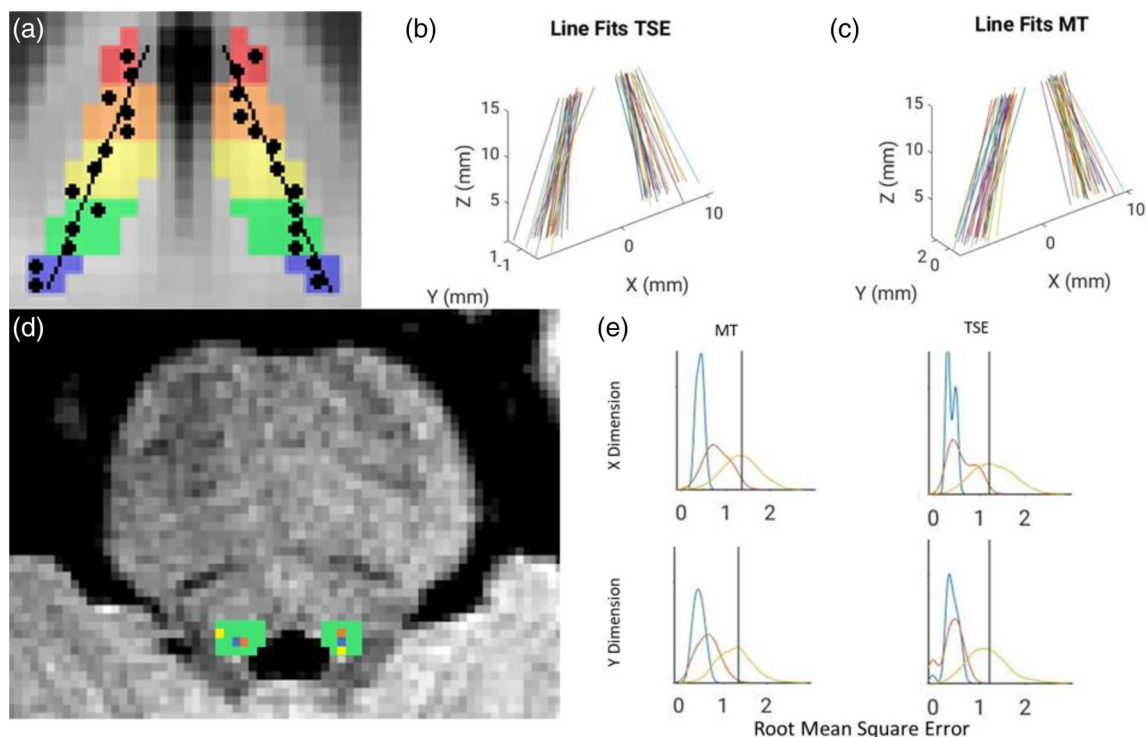 (a)
(b)
Line Fits TSE
15
10
5
Z (mm)
1
-1
Y (mm)
0
10
X (mm)
(c)
Line Fits MT
15
10
5
Z (mm)
2
0
Y (mm)
0
10
X (mm)
(d)
(e)
MT
TSE
X Dimension
0 1 2
0 1 2
Y Dimension
0 1 2
0 1 2
Root Mean Square Error